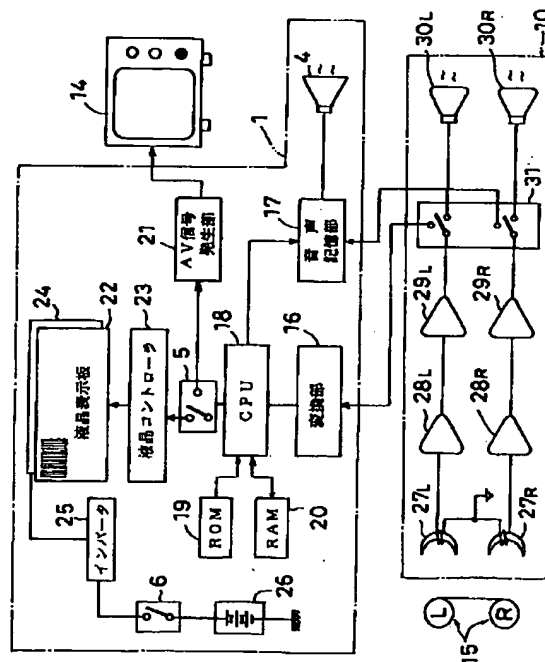 14
30L
30R
10
4
1
31
21
AV信号
発生部
17
音声
記憶部
24
22
液晶表示板
23
液晶コントローラ
5
18
CPU
16
変換部
29L
29R
28L
28R
25
インバータ
19
ROM
RAM
20
6
26
27L
27R
L
R
15